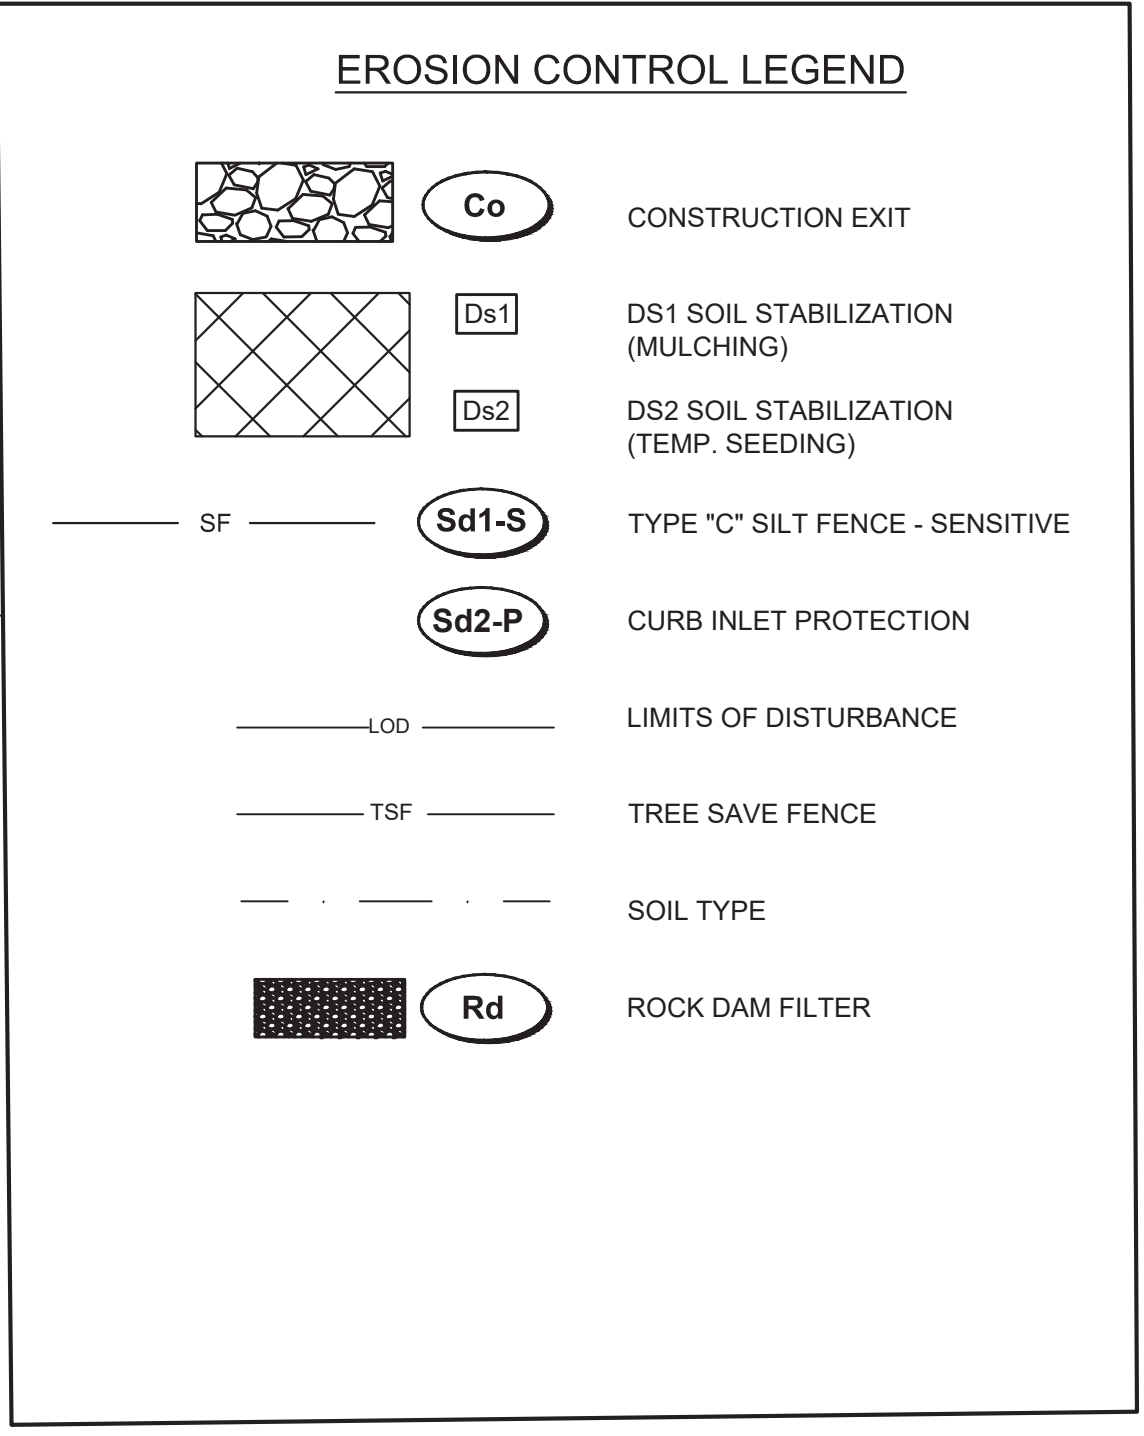 EROSION CONTROL LEGEND
Co CONSTRUCTION EXIT
Ds1 DS1 SOIL STABILIZATION
(MULCHING)
Ds2 DS2 SOIL STABILIZATION
(TEMP. SEEDING)
SF Sd1-S TYPE "C" SILT FENCE - SENSITIVE
Sd2-P CURB INLET PROTECTION
LOD LIMITS OF DISTURBANCE
TSF TREE SAVE FENCE
SOIL TYPE
Rd ROCK DAM FILTER